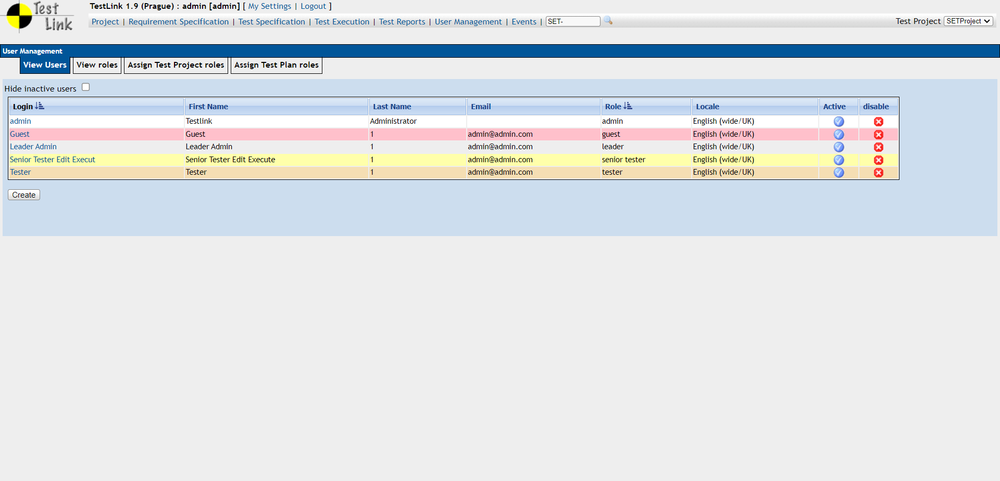 Test Link
TestLink 1.9 (Prague) : admin [admin] [ My Settings | Logout ]
Project | Requirement Specification | Test Specification | Test Execution | Test Reports | User Management | Events | SET-
Test Project SETProject
User Management
View Users View roles Assign Test Project roles Assign Test Plan roles
Hide inactive users
Login First Name Last Name Email Role Locale Active disable
admin Testlink Administrator admin English (wide/UK)
Guest Guest 1 admin@admin.com guest English (wide/UK)
Leader Admin Leader Admin 1 admin@admin.com leader English (wide/UK)
Senior Tester Edit Execut Senior Tester Edit Execute 1 admin@admin.com senior tester English (wide/UK)
Tester Tester 1 admin@admin.com tester English (wide/UK)
Create